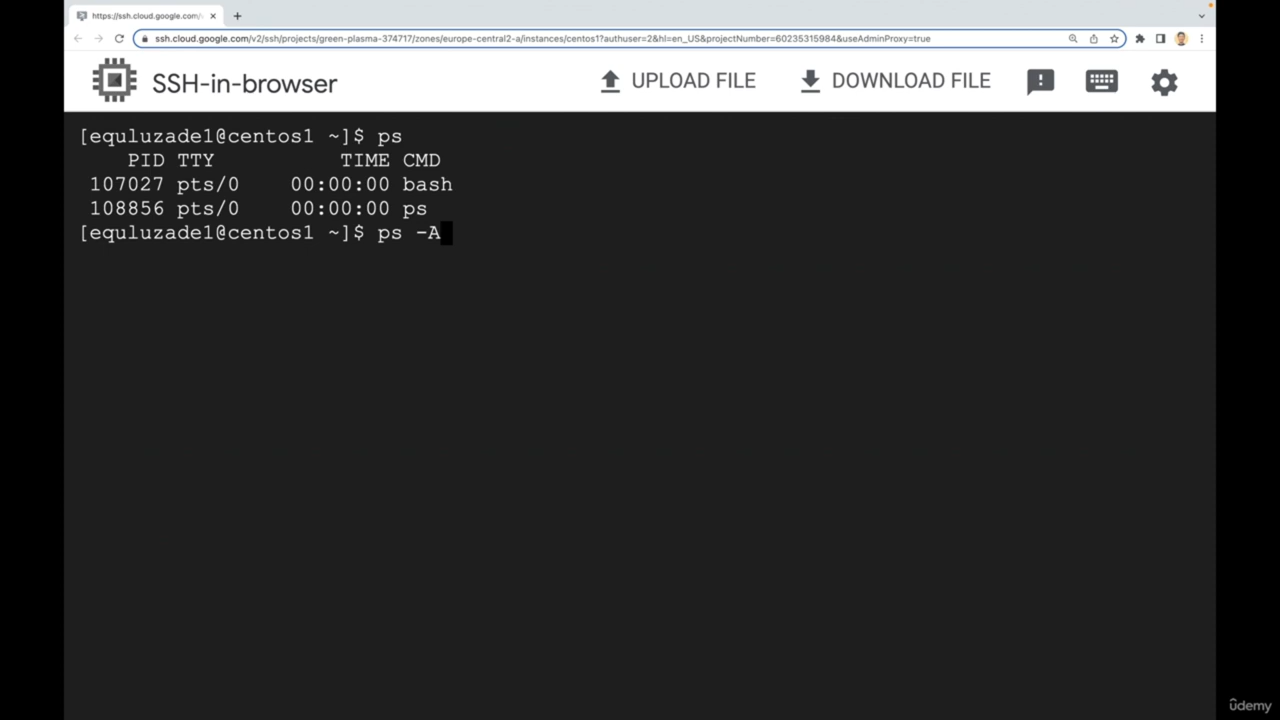 https://ssh.cloud.google.com/v
ssh.cloud.google.com/v2/ssh/projects/green-plasma-374717/zones/europe-central2-a/instances/centos1?authuser=2&hl=en_US&projectNumber=60235315984&useAdminProxy=true
SSH-in-browser
UPLOAD FILE
DOWNLOAD FILE
[equluzade1@centos1 ~]$ ps
PID TTY TIME CMD
107027 pts/0 00:00:00 bash
108856 pts/0 00:00:00 ps
[equluzade1@centos1 ~]$ ps -A
ûdemy